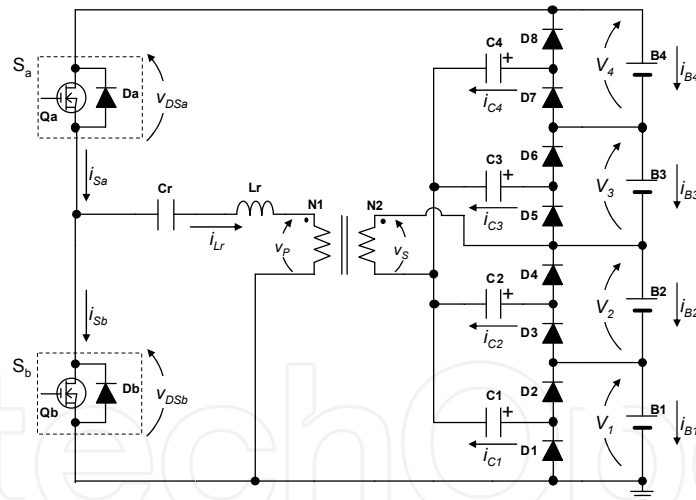 D8
C4
+
B4
V4
iB4
Sa
Da
Qa
vDSa
iC4
D7
D6
C3
+
B3
V3
iB3
iSa
Cr
Lr
N1
N2
iC3
D5
iLr
vP
vS
D4
C2
+
B2
V2
iB2
iSb
iC2
D3
D2
Sb
Db
Qb
vDSb
C1
+
B1
V1
iB1
iC1
D1